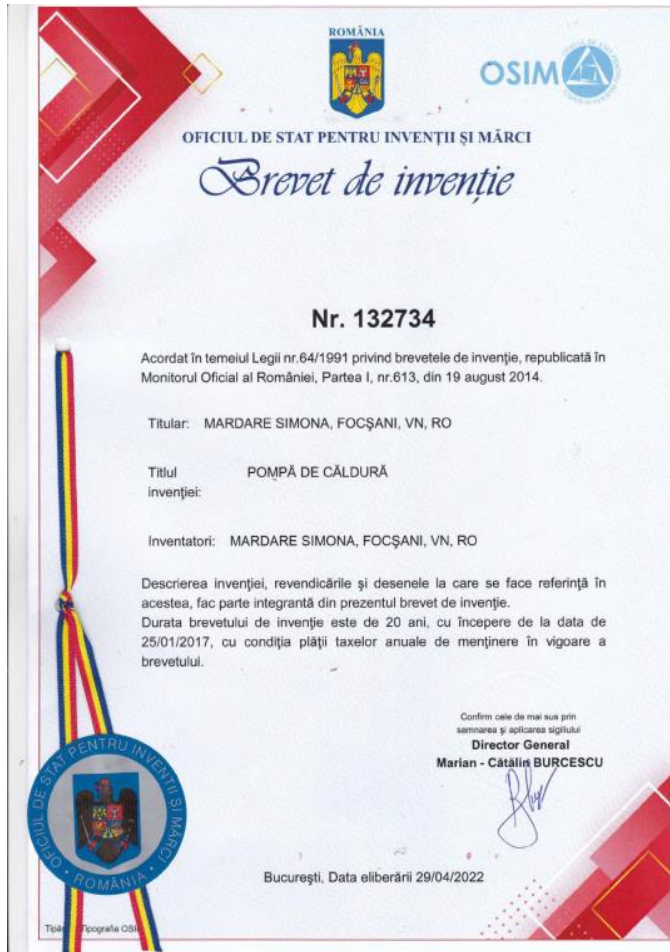 ROMÂNIA
OSIM
OFICIUL DE STAT PENTRU INVENȚII ȘI MĂRCI
Brevet de invenție
Nr. 132734
Acordat în temeiul Legii nr.64/1991 privind brevetele de invenție, republicată în
Monitorul Oficial al României, Partea I, nr.613, din 19 august 2014.
Titular: MARDARE SIMONA, FOCȘANI, VN, RO
Titlul POMPĂ DE CĂLDURĂ
invenției:
Inventatori: MARDARE SIMONA, FOCȘANI, VN, RO
Descrierea invenției, revendicările și desenele la care se face referință în
acestea, fac parte integrantă din prezentul brevet de invenție.
Durata brevetului de invenție este de 20 ani, cu începere de la data de
25/01/2017, cu condiția plății taxelor anuale de menținere în vigoare a
brevetului.
Confirm cele de mai sus prin
semnarea și aplicarea sigiliului
Director General
Marian - Cătălin BURCESCU
OFICIUL DE STAT PENTRU INVENȚII ȘI MĂRCI
ROMÂNIA
București, Data eliberării 29/04/2022
Tipografia